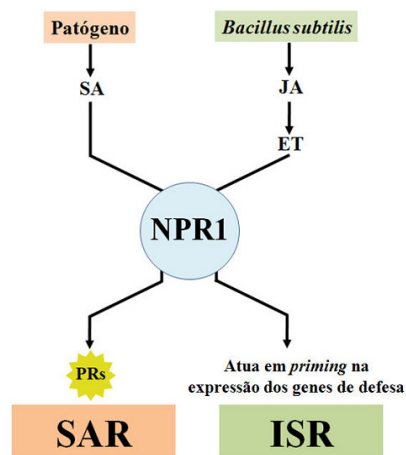 Patógeno
Bacillus subtilis
SA
JA
ET
NPR1
PRs
Atua em priming na
expressão dos genes de defesa
SAR
ISR